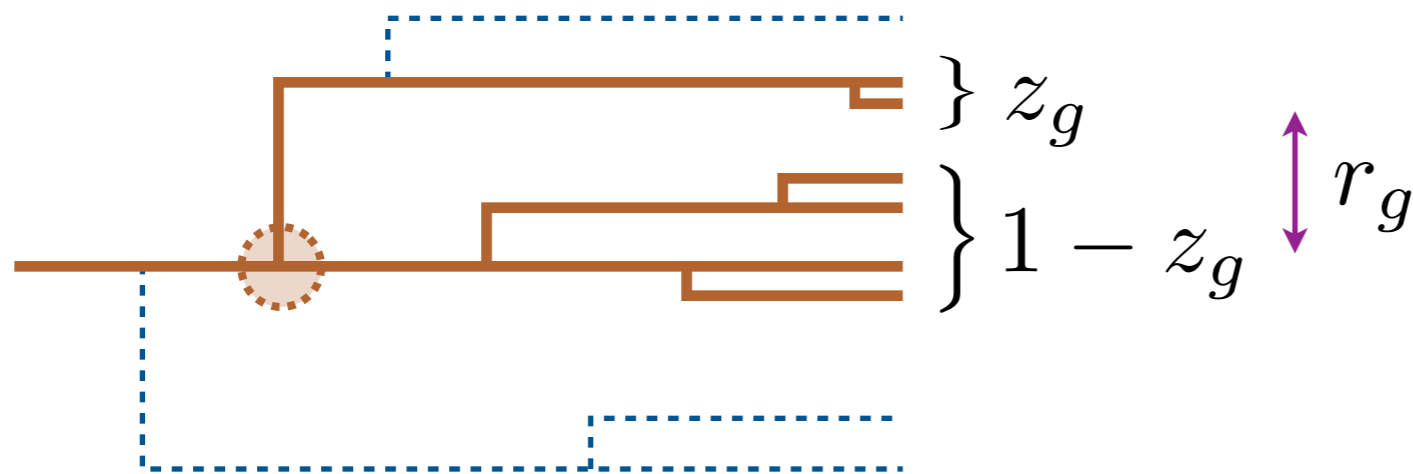 } z_g
} 1 − z_g
r_g